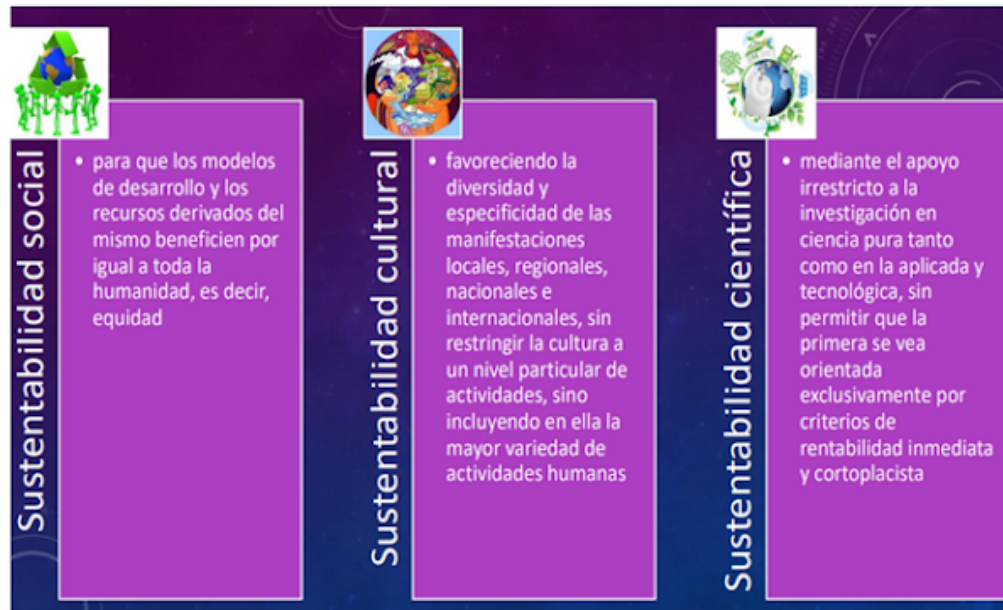 Sustentabilidad social
• para que los modelos
de desarrollo y los
recursos derivados del
mismo beneficien por
igual a toda la
humanidad, es decir,
equidad
Sustentabilidad cultural
• favoreciendo la
diversidad y
especificidad de las
manifestaciones
locales, regionales,
nacionales e
internacionales, sin
restringir la cultura a
un nivel particular de
actividades, sino
incluyendo en ella la
mayor variedad de
actividades humanas
Sustentabilidad científica
• mediante el apoyo
irrestricto a la
investigación en
ciencia pura tanto
como en la aplicada y
tecnológica, sin
permitir que la
primera se vea
orientada
exclusivamente por
criterios de
rentabilidad inmediata
y cortoplacista